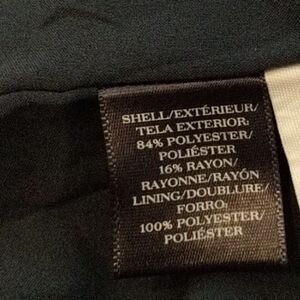 SHELL/EXTÉRIEUR/
TELA EXTERIOR:
84% POLYESTER/
POLIÉSTER
16% RAYON/
RAYONNE/RAYÓN
LINING/DOUBLURE/
FORRO:
100% POLYESTER/
POLIÉSTER